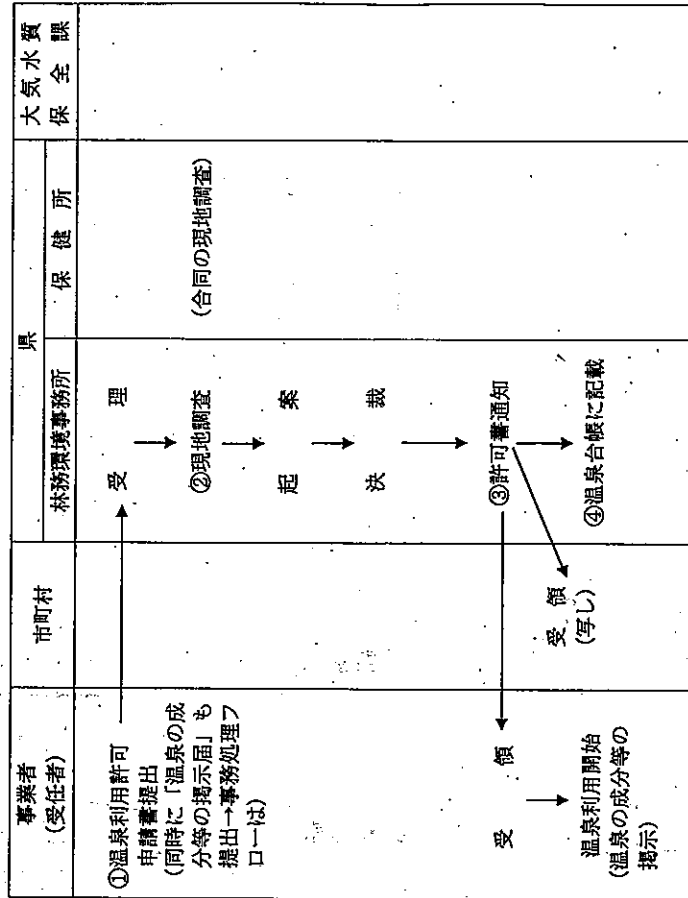 事業者
(受任者)
市町村
県
林務環境事務所
保健所
大気水質
保全課
①温泉利用許可
申請書提出
(同時に「温泉の成
分等の掲示届」も
提出→事務処理フ
ローは)
受理
②現地調査
(合同の現地調査)
起案
決裁
③許可書通知
受領
受領
(写し)
④温泉台帳に記載
温泉利用開始
(温泉の成分等の
掲示)